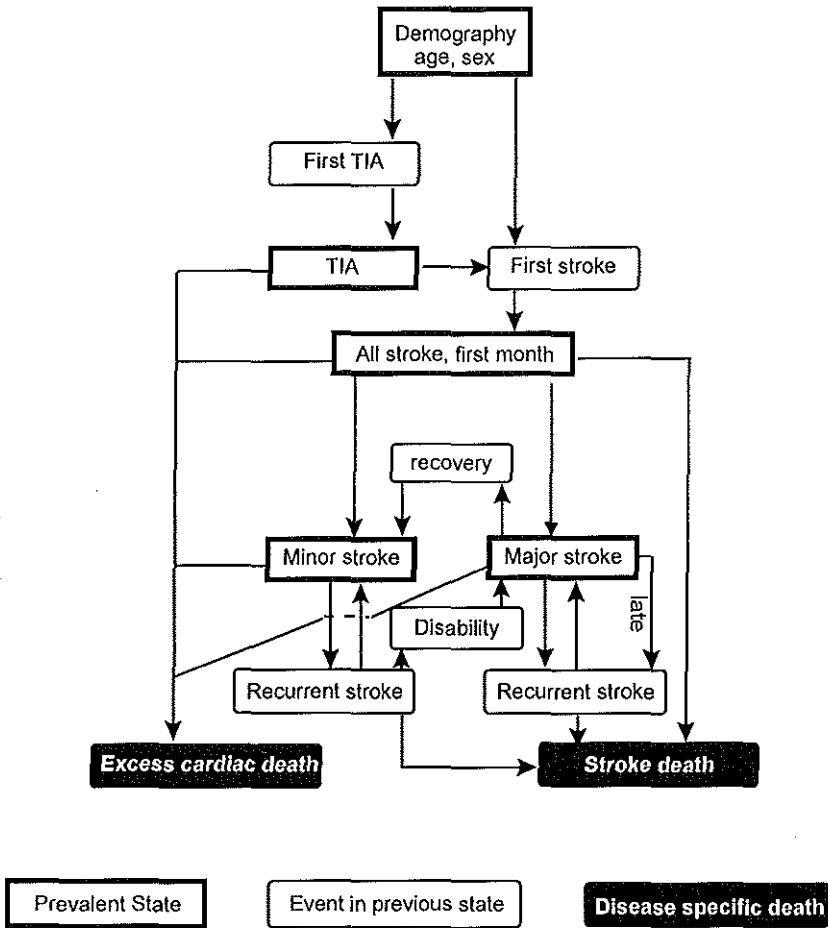 Demography
age, sex
First TIA
TIA
First stroke
All stroke, first month
recovery
Minor stroke
Major stroke
late
Disability
Recurrent stroke
Recurrent stroke
Excess cardiac death
Stroke death
Prevalent State
Event in previous state
Disease specific death